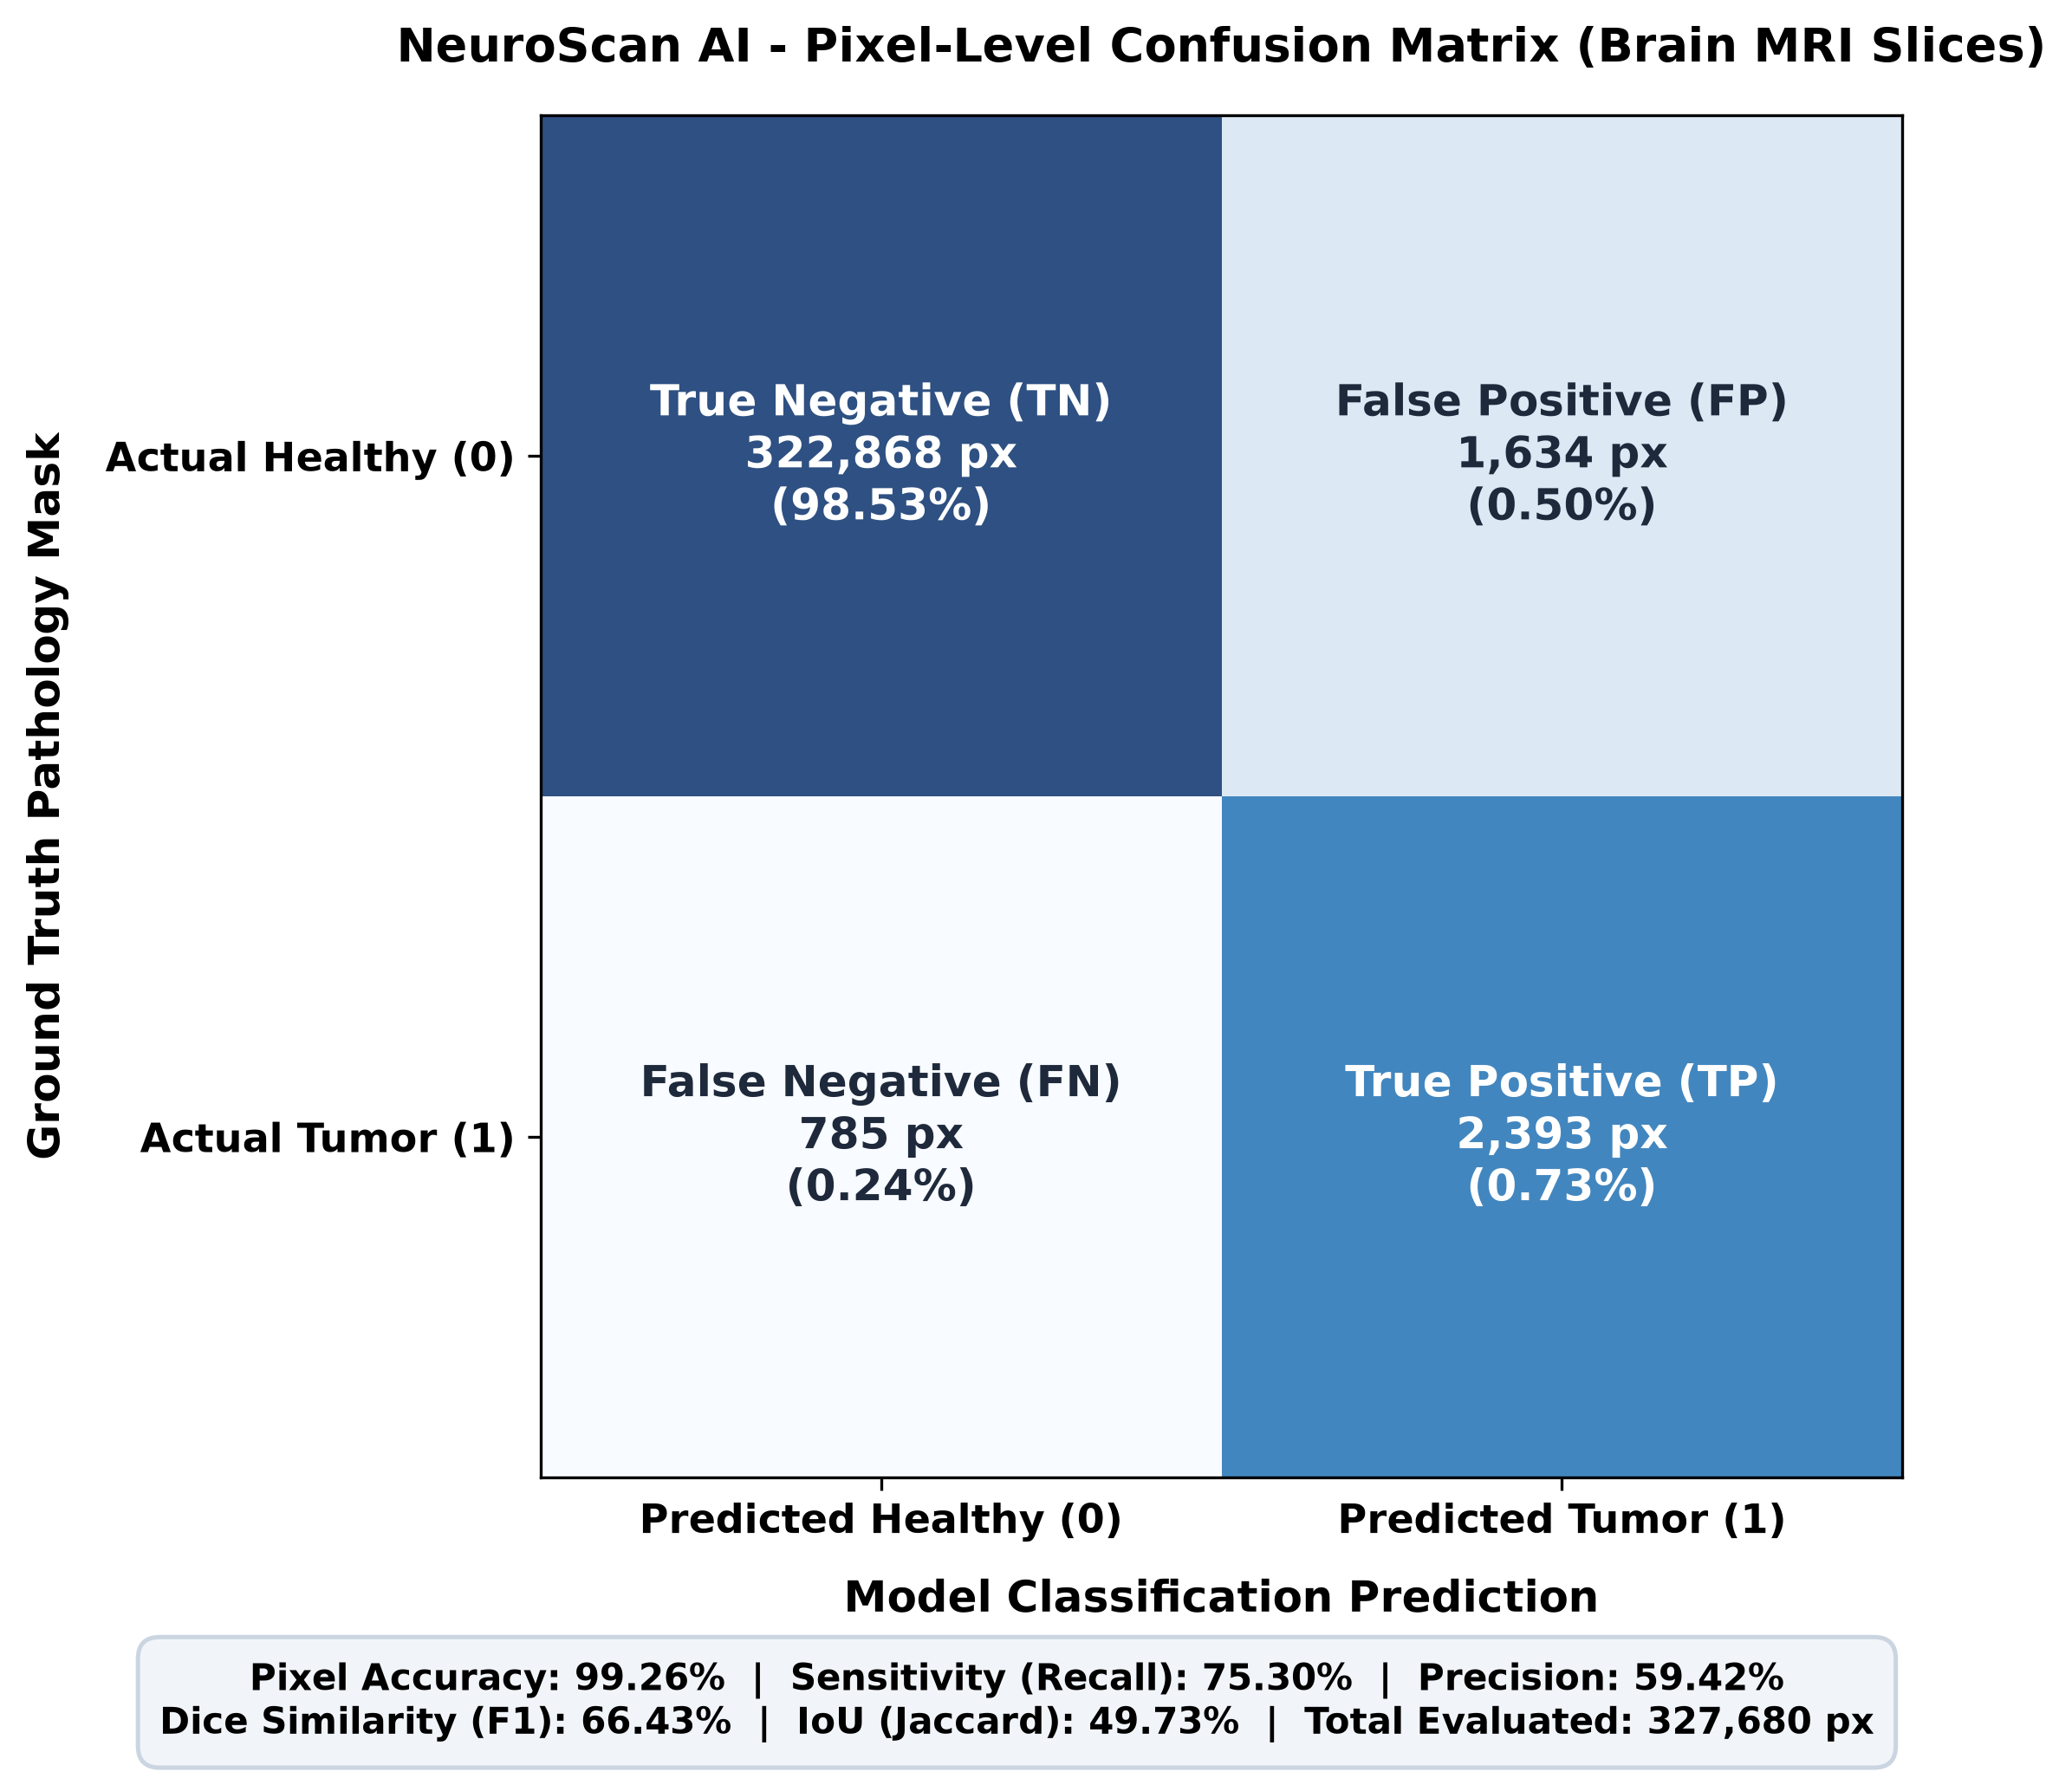 NeuroScan AI - Pixel-Level Confusion Matrix (Brain MRI Slices)
Ground Truth Pathology Mask
Actual Healthy (0)
True Negative (TN)
322,868 px
(98.53%)
False Positive (FP)
1,634 px
(0.50%)
Actual Tumor (1)
False Negative (FN)
785 px
(0.24%)
True Positive (TP)
2,393 px
(0.73%)
Predicted Healthy (0)
Predicted Tumor (1)
Model Classification Prediction
Pixel Accuracy: 99.26% | Sensitivity (Recall): 75.30% | Precision: 59.42%
Dice Similarity (F1): 66.43% | IoU (Jaccard): 49.73% | Total Evaluated: 327,680 px